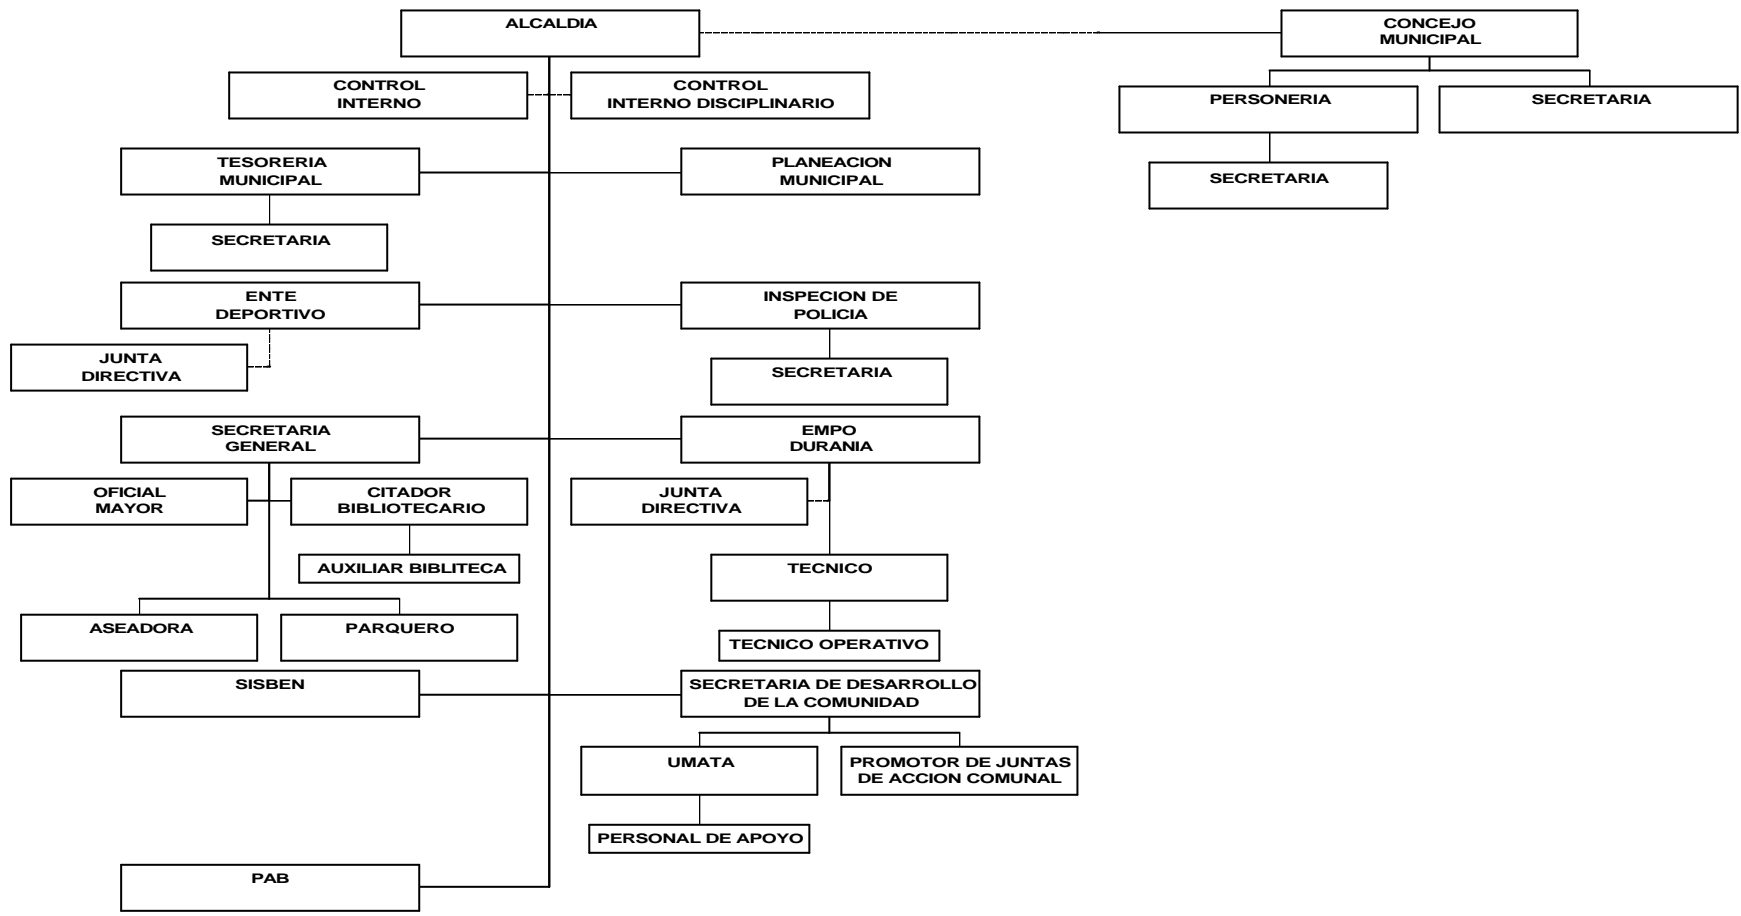 ALCALDIA
CONCEJO
MUNICIPAL
CONTROL
INTERNO
CONTROL
INTERNO DISCIPLINARIO
PERSONERIA
SECRETARIA
SECRETARIA
TESORERIA
MUNICIPAL
PLANEACION
MUNICIPAL
SECRETARIA
ENTE
DEPORTIVO
INSPECION DE
POLICIA
JUNTA
DIRECTIVA
SECRETARIA
SECRETARIA
GENERAL
EMPO
DURANIA
OFICIAL
MAYOR
CITADOR
BIBLIOTECARIO
JUNTA
DIRECTIVA
AUXILIAR BIBLITECA
TECNICO
ASEADORA
PARQUERO
TECNICO OPERATIVO
SISBEN
SECRETARIA DE DESARROLLO
DE LA COMUNIDAD
UMATA
PROMOTOR DE JUNTAS
DE ACCION COMUNAL
PERSONAL DE APOYO
PAB